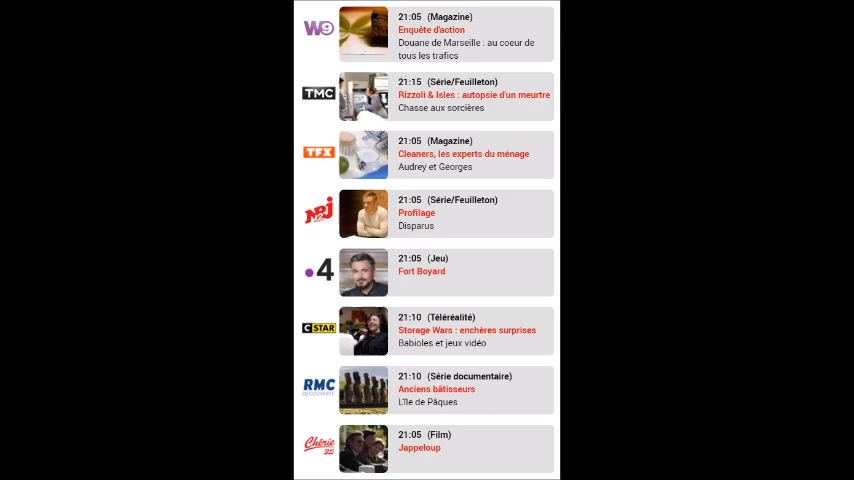 W9
21:05 (Magazine)
Enquête d'action
Douane de Marseille : au coeur de
tous les trafics
TMC
21:15 (Série/Feuilleton)
Rizzoli & Isles : autopsie d'un meurtre
Chasse aux sorcières
TFX
21:05 (Magazine)
Cleaners, les experts du ménage
Audrey et Georges
NRJ12
21:05 (Série/Feuilleton)
Profilage
Disparus
4
21:05 (Jeu)
Fort Boyard
C STAR
21:10 (Téléréalité)
Storage Wars : enchères surprises
Babioles et jeux vidéo
RMC
DECOUVERTE
21:10 (Série documentaire)
Anciens bâtisseurs
L'île de Pâques
Chérie
25
21:05 (Film)
Jappeloup